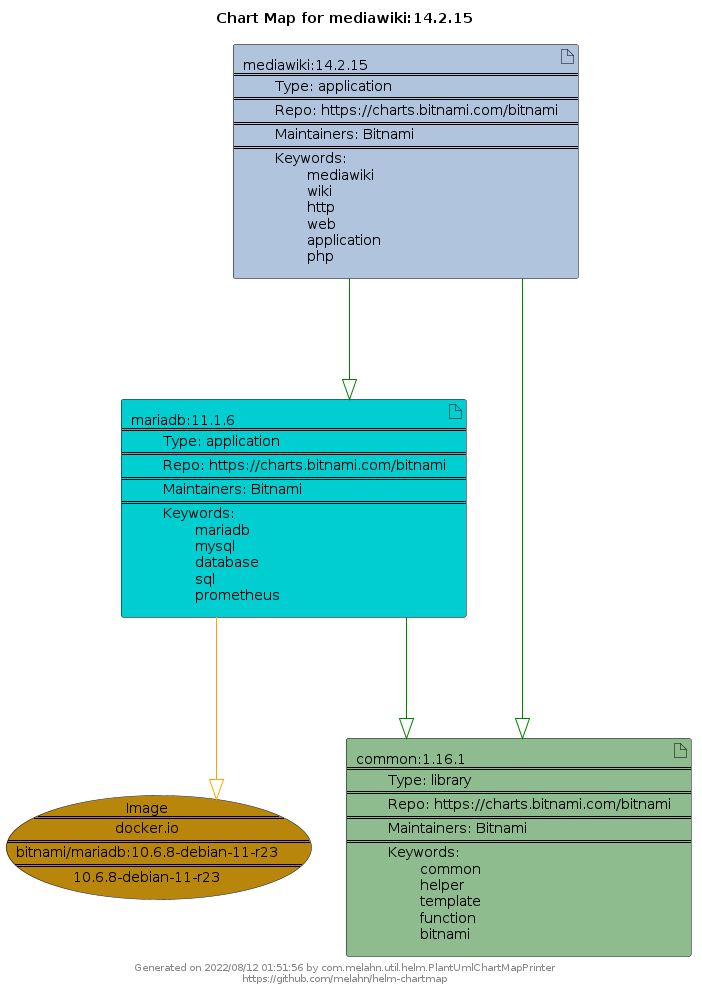 Chart Map for mediawiki:14.2.15
mediawiki:14.2.15
Type: application
Repo: https://charts.bitnami.com/bitnami
Maintainers: Bitnami
Keywords:
mediawiki
wiki
http
web
application
php
mariadb:11.1.6
Type: application
Repo: https://charts.bitnami.com/bitnami
Maintainers: Bitnami
Keywords:
mariadb
mysql
database
sql
prometheus
Image
docker.io
bitnami/mariadb:10.6.8-debian-11-r23
10.6.8-debian-11-r23
common:1.16.1
Type: library
Repo: https://charts.bitnami.com/bitnami
Maintainers: Bitnami
Keywords:
common
helper
template
function
bitnami
Generated on 2022/08/12 01:51:56 by com.melahn.util.helm.PlantUmlChartMapPrinter
https://github.com/melahn/helm-chartmap